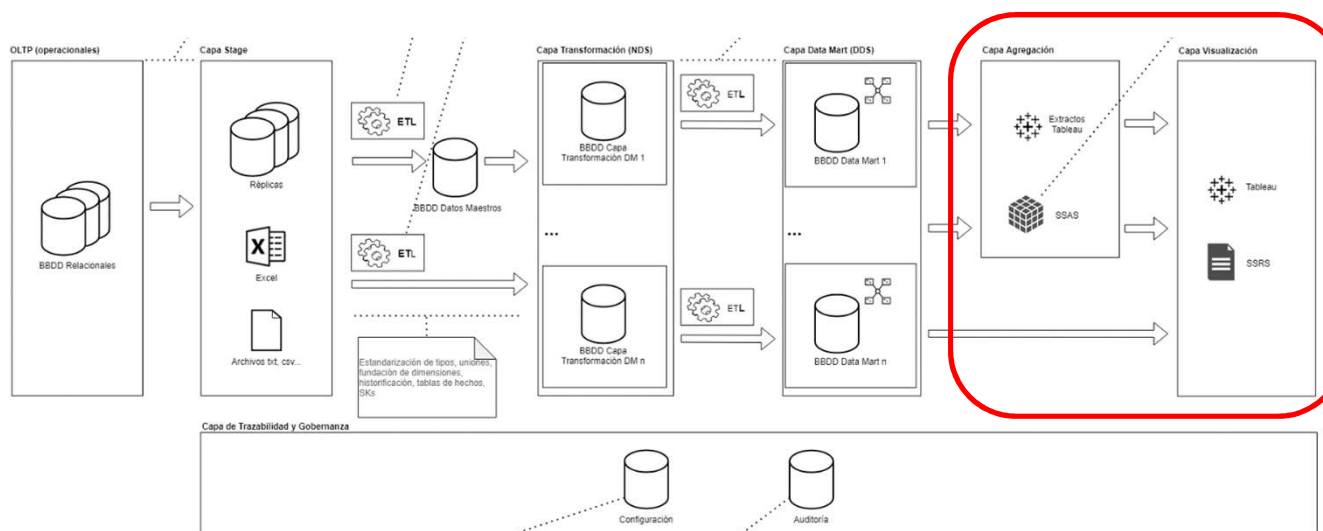 OLTP (operacionales)
Capa Stage
Capa Transformación (NDS)
Capa Data Mart (DDS)
Capa Agregación
Capa Visualización
BBDD Relacionales
Réplicas
Excel
Archivos txt, csv...
ETL
BBDD Datos Maestros
ETL
Estandarización de tipos, uniones,
fundación de dimensiones,
historificación, tablas de hechos,
SKs
BBDD Capa
Transformación DM 1
...
BBDD Capa
Transformación DM n
ETL
ETL
BBDD Data Mart 1
...
BBDD Data Mart n
Extractos
Tableau
SSAS
Tableau
SSRS
Capa de Trazabilidad y Gobernanza
Configuración
Auditoría